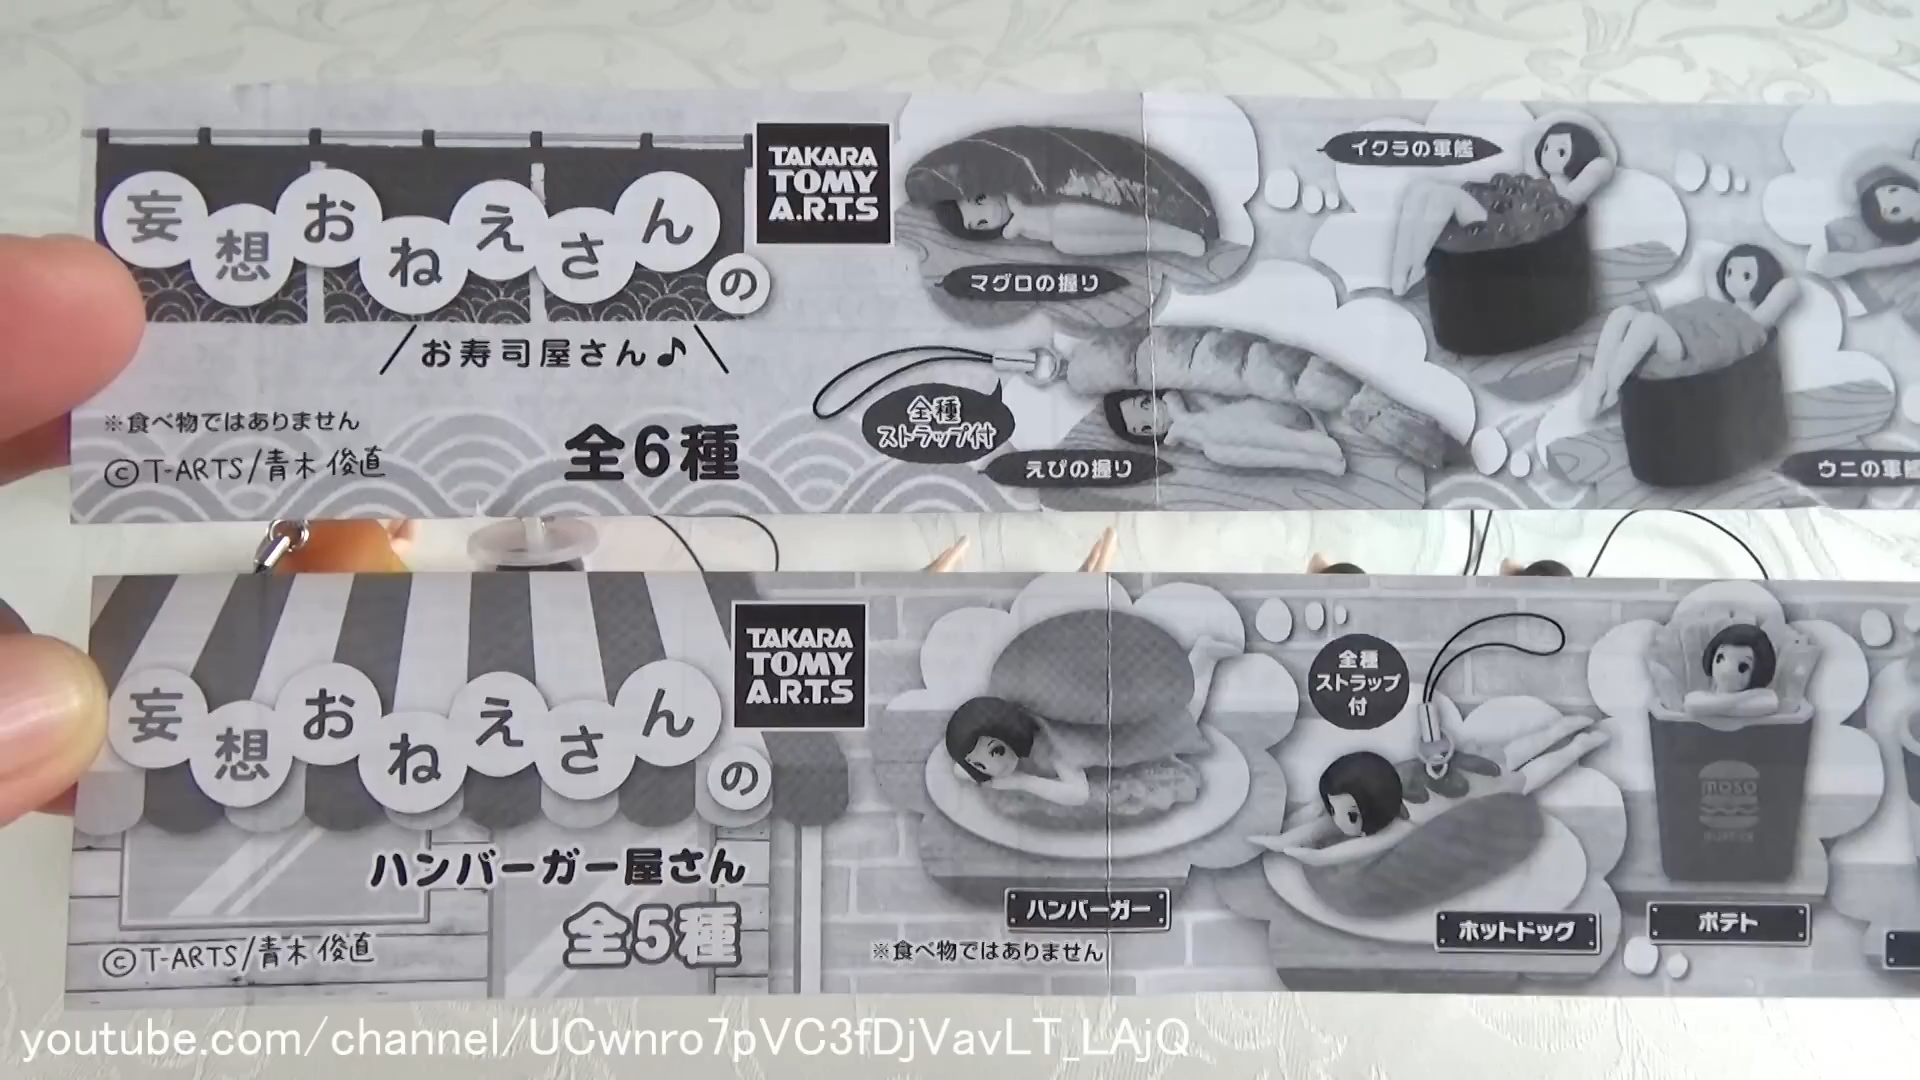 妄想おねえさんの
お寿司屋さん♪
※食べ物ではありません
©T-ARTS/青木俊直
全6種
TAKARA
TOMY
A.R.T.S
マグロの握り
イクラの軍艦
全種
ストラップ付
えびの握り
ウニの軍艦
妄想おねえさんの
ハンバーガー屋さん
全5種
©T-ARTS/青木俊直
TAKARA
TOMY
A.R.T.S
ハンバーガー
※食べ物ではありません
全種
ストラップ
付
ホットドッグ
MOSO
ポテト
youtube.com/channel/UCwnro7pVC3fDjVavLT_LAjQ